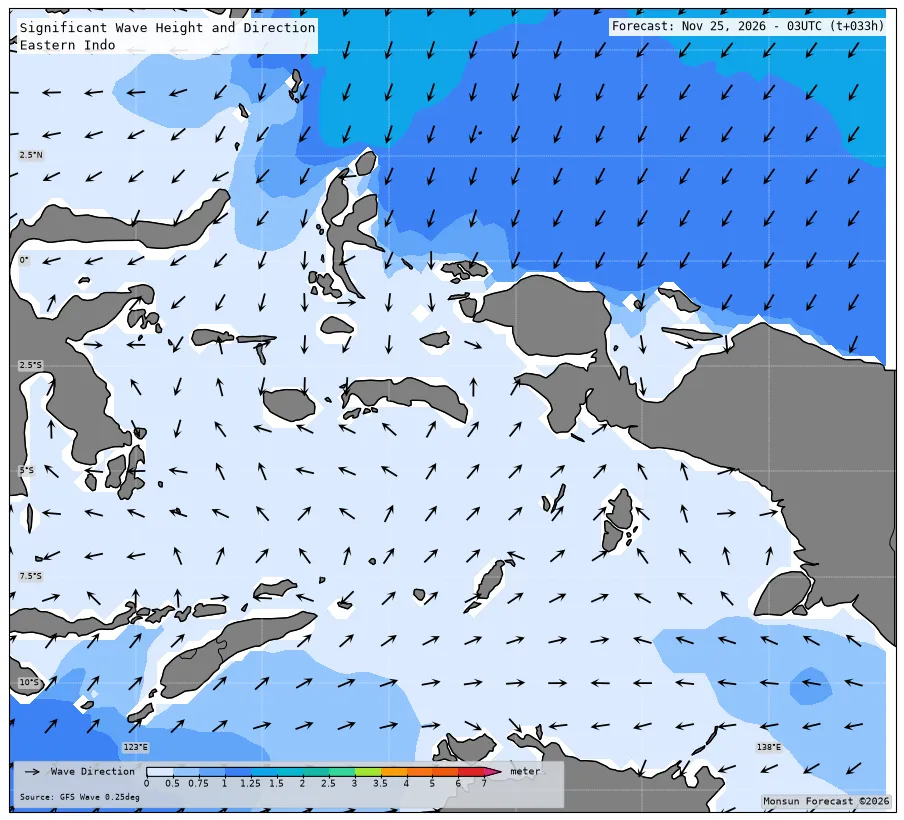 Significant Wave Height and Direction
Eastern Indo
Forecast: Nov 25, 2026 - 03UTC (t+033h)
2.5°N
0°
2.5°S
5°S
7.5°S
10°S
123°E
138°E
Wave Direction
meter
0 0.5 0.75 1 1.25 1.5 2 2.5 3 3.5 4 5 6 7
Source: GFS Wave 0.25deg
Monsun Forecast ©2026